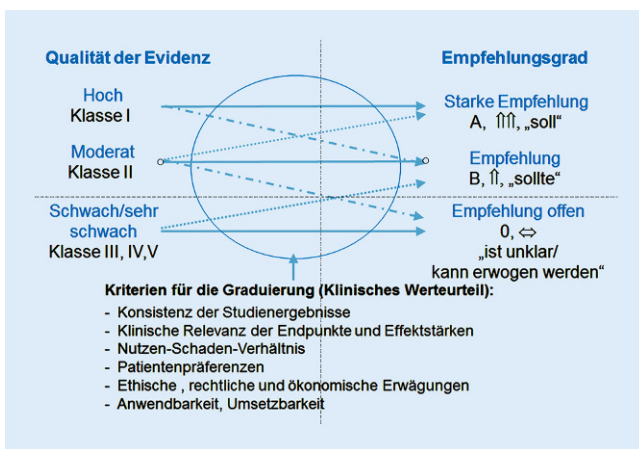 Qualität der Evidenz
Empfehlungsgrad
Hoch
Klasse I
Starke Empfehlung
A, ⇑⇑, „soll“
Moderat
Klasse II
Empfehlung
B, ⇑, „sollte“
Schwach/sehr
schwach
Klasse III, IV,V
Empfehlung offen
0, ⇔
„ist unklar/
kann erwogen werden“
Kriterien für die Graduierung (Klinisches Werteurteil):
- Konsistenz der Studienergebnisse
- Klinische Relevanz der Endpunkte und Effektstärken
- Nutzen-Schaden-Verhältnis
- Patientenpräferenzen
- Ethische , rechtliche und ökonomische Erwägungen
- Anwendbarkeit, Umsetzbarkeit